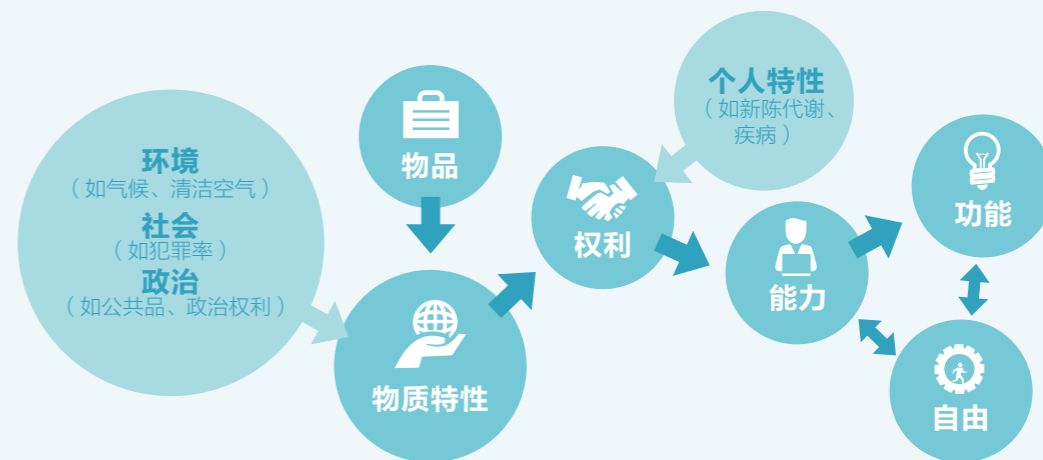 环境
（如气候、清洁空气）
社会
（如犯罪率）
政治
（如公共品、政治权利）
物品
物质特性
权利
个人特性
（如新陈代谢、
疾病）
能力
功能
自由